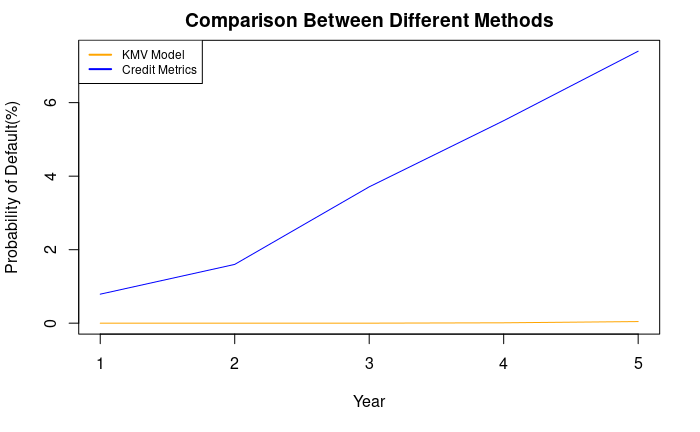 Comparison Between Different Methods
KMV Model
Credit Metrics
Probability of Default(%)
6
4
2
0
1 2 3 4 5
Year